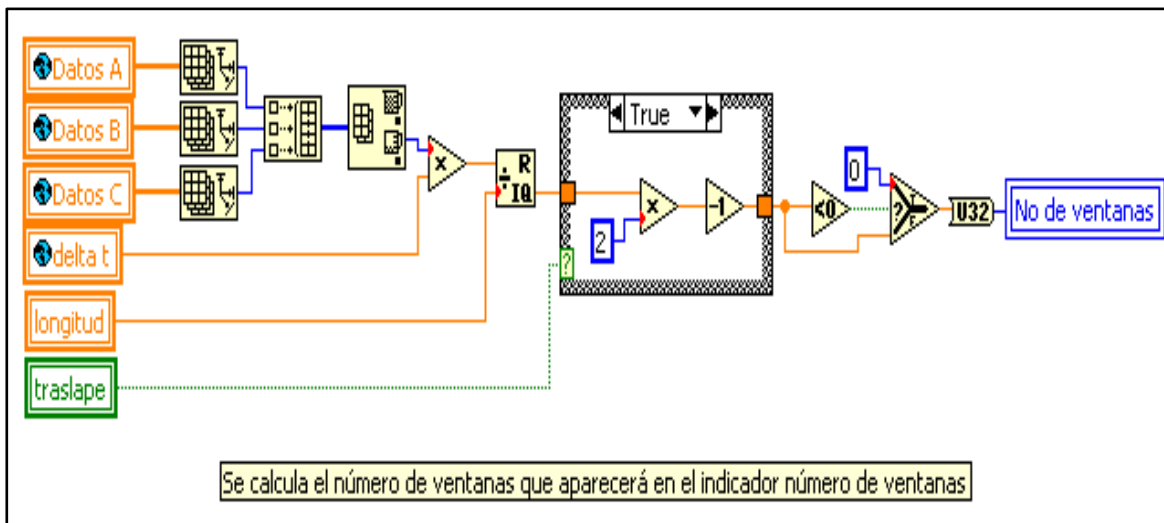 Datos A
Datos B
Datos C
delta t
longitud
traslape
x
R
IQ
True
x
2
-1
?
<0
0
?
F
U32
No de ventanas
Se calcula el número de ventanas que aparecerá en el indicador número de ventanas